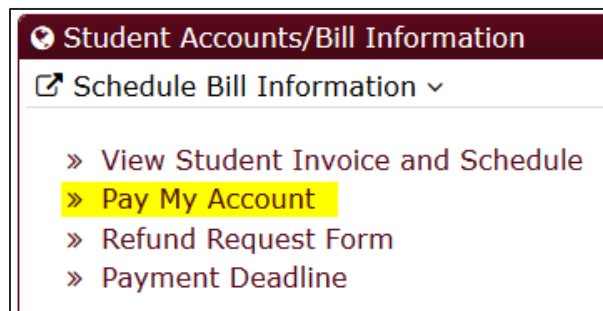 Student Accounts/Bill Information
Schedule Bill Information
» View Student Invoice and Schedule
» Pay My Account
» Refund Request Form
» Payment Deadline